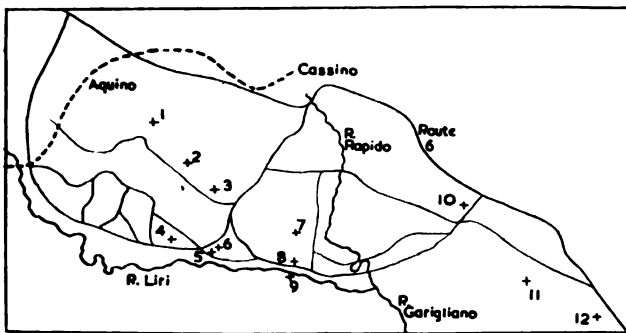 Cassino
Aquino
1
R.
Rapido
Route
6
2
3
10
4
5
6
7
8
9
R. Liri
R.
Garigliano
11
12